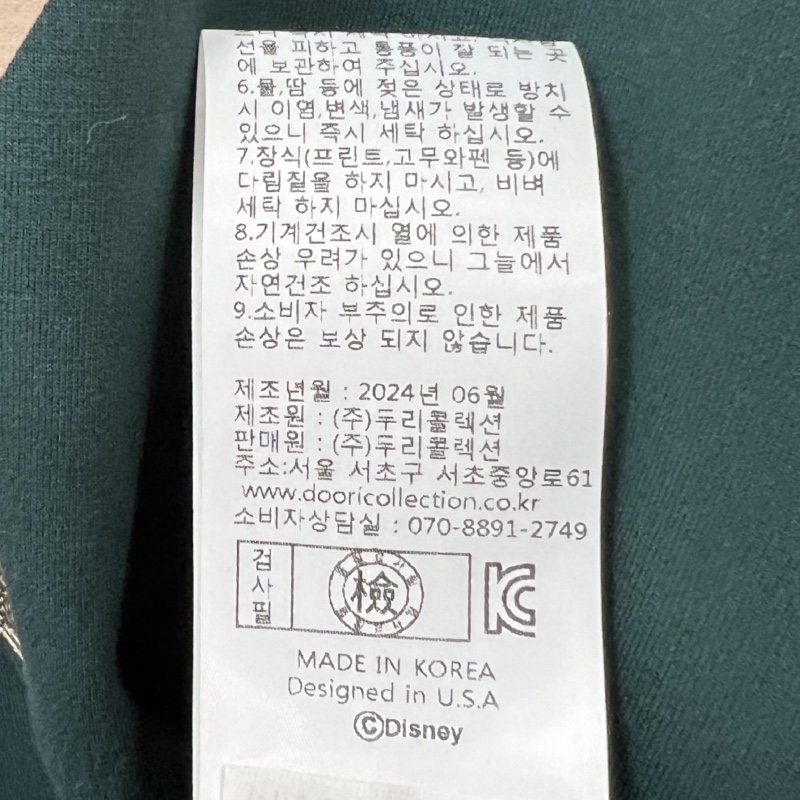 선을 피하고 통풍이 잘 되는 곳
에 보관하여 주십시오.
6.물,땀 등에 젖은 상태로 방치
시 이염,변색,냄새가 발생할 수
있으니 즉시 세탁 하십시오.
7.장식(프린트,고무와펜 등)에
다림질을 하지 마시고, 비벼
세탁 하지 마십시오.
8.기계건조시 열에 의한 제품
손상 우려가 있으니 그늘에서
자연건조 하십시오.
9.소비자 부주의로 인한 제품
손상은 보상 되지 않습니다.
제조년월 : 2024년 06월
제조원 : (주)두리콜렉션
판매원 : (주)두리콜렉션
주소:서울 서초구 서초중앙로61
www.dooricollection.co.kr
소비자상담실 : 070-8891-2749
검사필
檢
KC
MADE IN KOREA
Designed in U.S.A
©Disney